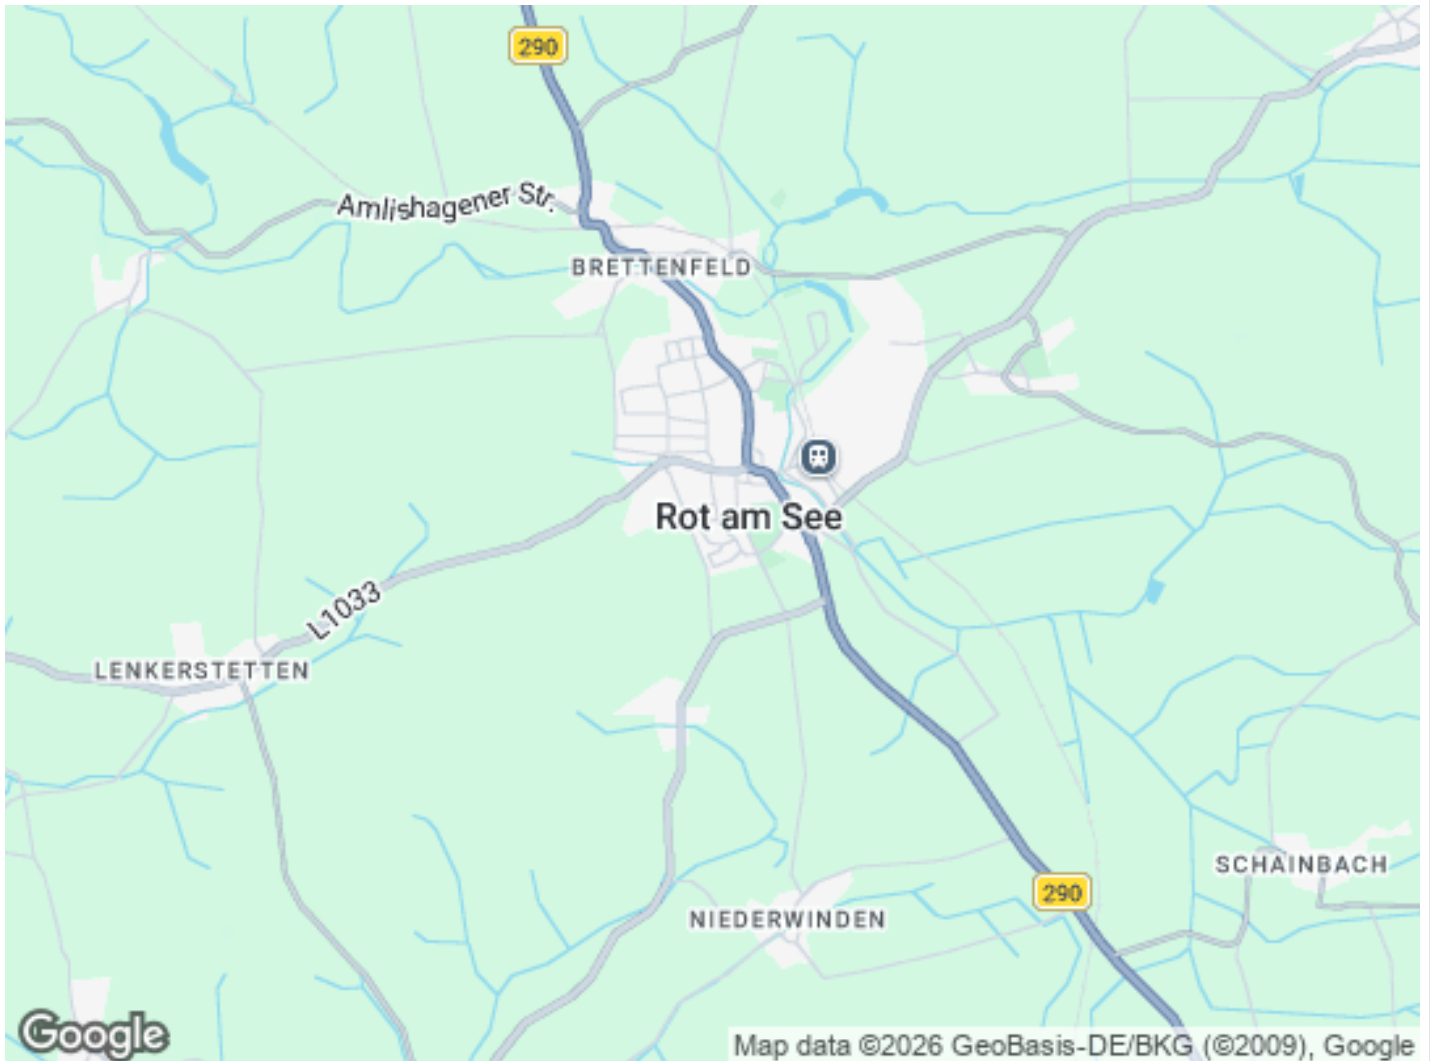 290
Amlishagener Str.
BRETTENFELD
Rot am See
L1033
LENKERSTETTEN
SCHAINBACH
290
NIEDERWINDEN
Google
Map data ©2026 GeoBasis-DE/BKG (©2009), Google